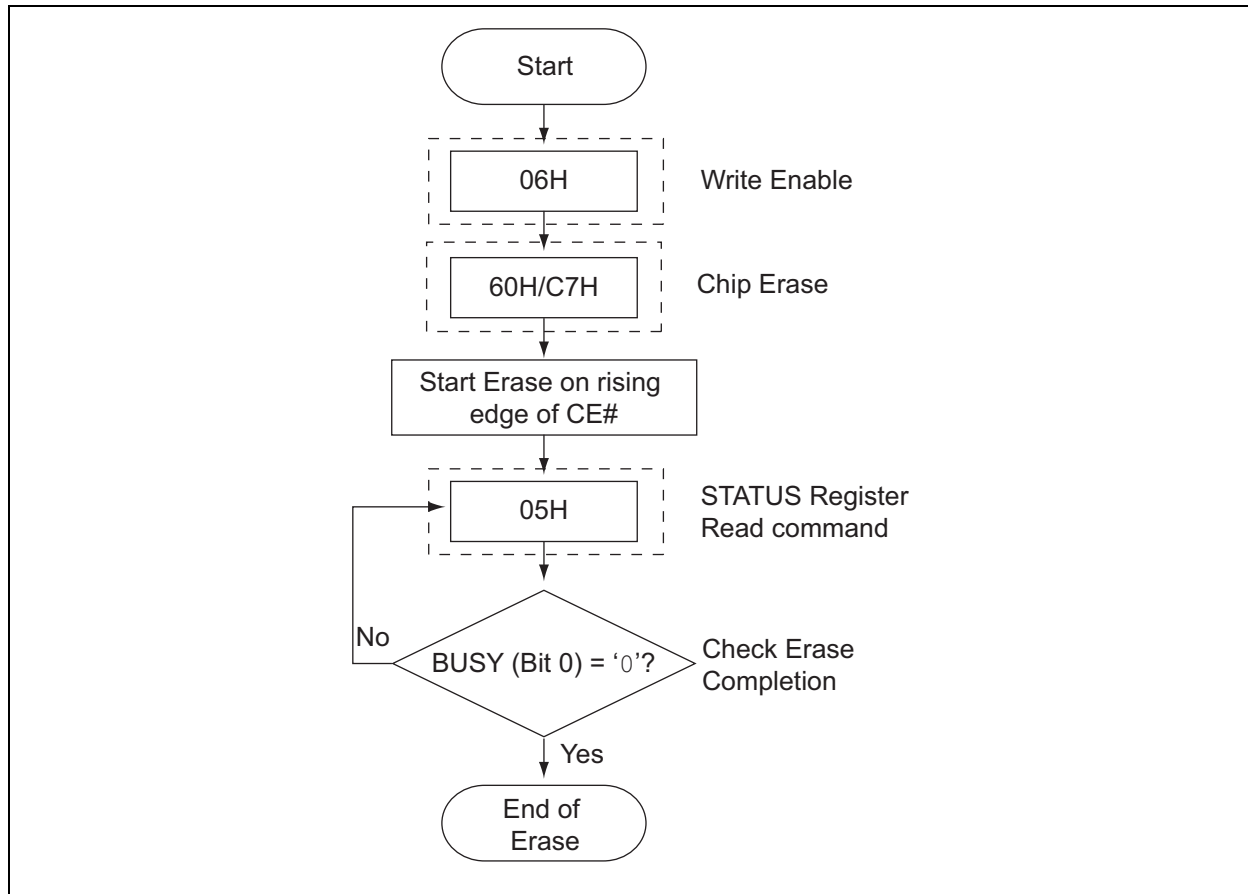 Start
06H
Write Enable
60H/C7H
Chip Erase
Start Erase on rising
edge of CE#
05H
STATUS Register
Read command
No
BUSY (Bit 0) = ‘0’?
Check Erase
Completion
Yes
End of
Erase